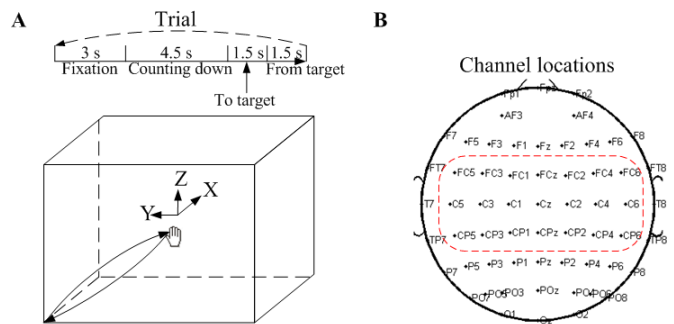 A
Trial
3 s 4.5 s 1.5 s 1.5 s
Fixation Counting down From target
To target
Z
X
Y
B
Channel locations
Fp1 Fp2
AF3 AF4
F7 F5 F3 F1 Fz F2 F4 F6 F8
FT7 FC5 FC3 FC1 FCz FC2 FC4 FC6 FT8
T7 C5 C3 C1 Cz C2 C4 C6 T8
TP7 CP5 CP3 CP1 CPz CP2 CP4 CP6 TP8
P7 P5 P3 P1 Pz P2 P4 P6 P8
PO7 PO3 POz PO4 PO8
O1 Oz O2